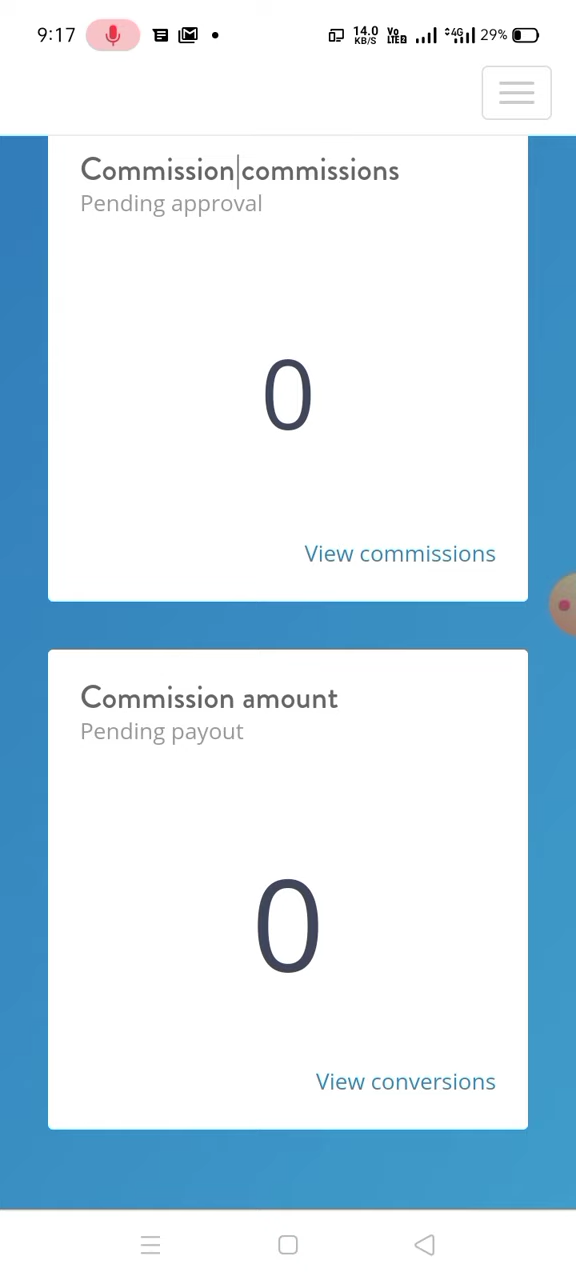 9:17 14.0 KB/S Vo LTE2 4G 29%
Commission|commissions
Pending approval
0
View commissions
Commission amount
Pending payout
0
View conversions